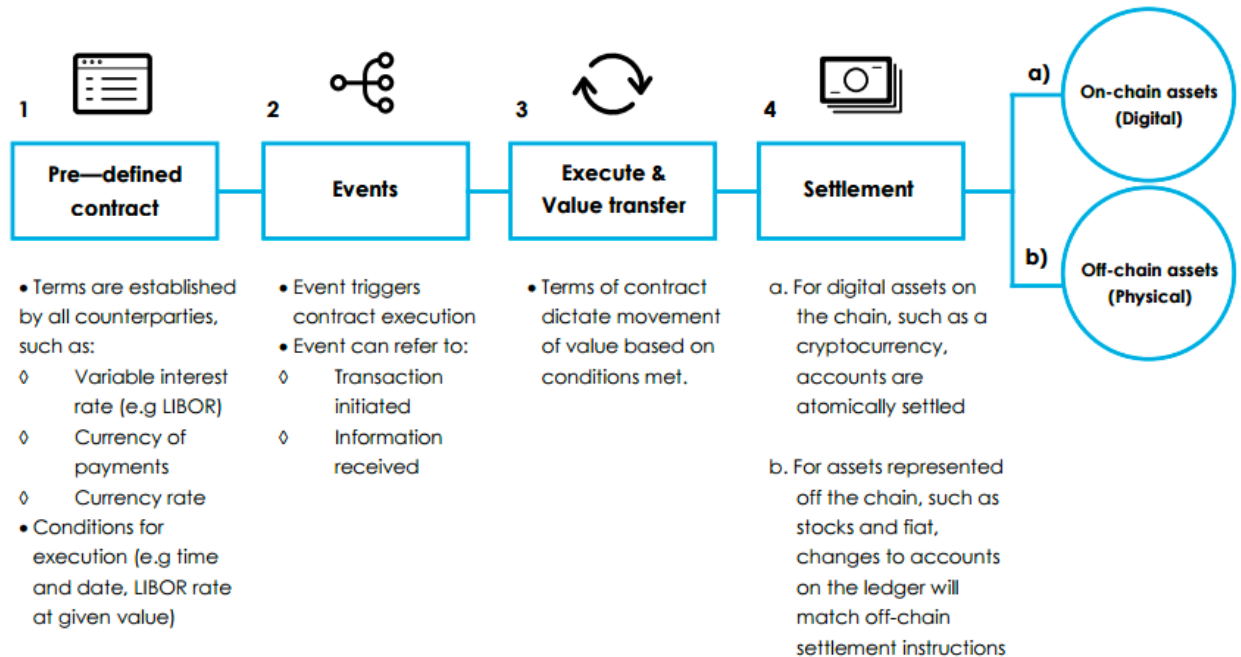 1
Pre—defined
contract
• Terms are established
by all counterparties,
such as:
◊ Variable interest
rate (e.g LIBOR)
◊ Currency of
payments
◊ Currency rate
• Conditions for
execution (e.g time
and date, LIBOR rate
at given value)
2
Events
• Event triggers
contract execution
• Event can refer to:
◊ Transaction
initiated
◊ Information
received
3
Execute &
Value transfer
• Terms of contract
dictate movement
of value based on
conditions met.
4
Settlement
a. For digital assets on
the chain, such as a
cryptocurrency,
accounts are
atomically settled
b. For assets represented
off the chain, such as
stocks and fiat,
changes to accounts
on the ledger will
match off-chain
settlement instructions
a)
On-chain assets
(Digital)
b)
Off-chain assets
(Physical)